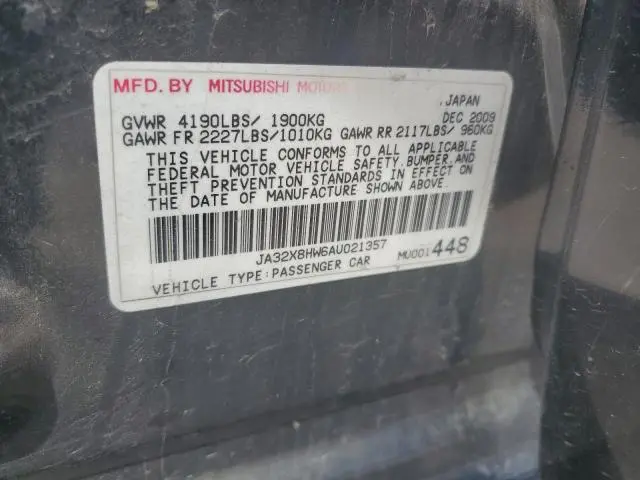 MFD. BY MITSUBISHI MOTORS
, JAPAN
GVWR 4190LBS/ 1900KG DEC 2009
GAWR FR 2227LBS/1010KG GAWR RR 2117LBS/ 960KG
THIS VEHICLE CONFORMS TO ALL APPLICABLE
FEDERAL MOTOR VEHICLE SAFETY,BUMPER,AND
THEFT PREVENTION STANDARDS IN EFFECT ON
THE DATE OF MANUFACTURE SHOWN ABOVE.
JA32X8HW6AU021357
MU001448
VEHICLE TYPE:PASSENGER CAR